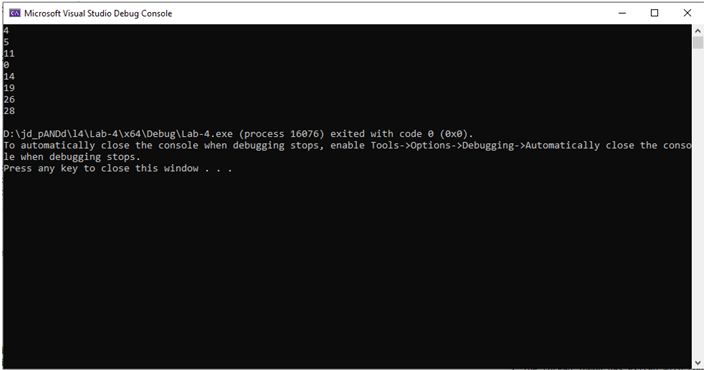 Microsoft Visual Studio Debug Console
4
5
11
0
14
19
26
28
D:\jd_pANDd\l4\Lab-4\x64\Debug\Lab-4.exe (process 16076) exited with code 0 (0x0).
To automatically close the console when debugging stops, enable Tools->Options->Debugging->Automatically close the conso
le when debugging stops.
Press any key to close this window . . .